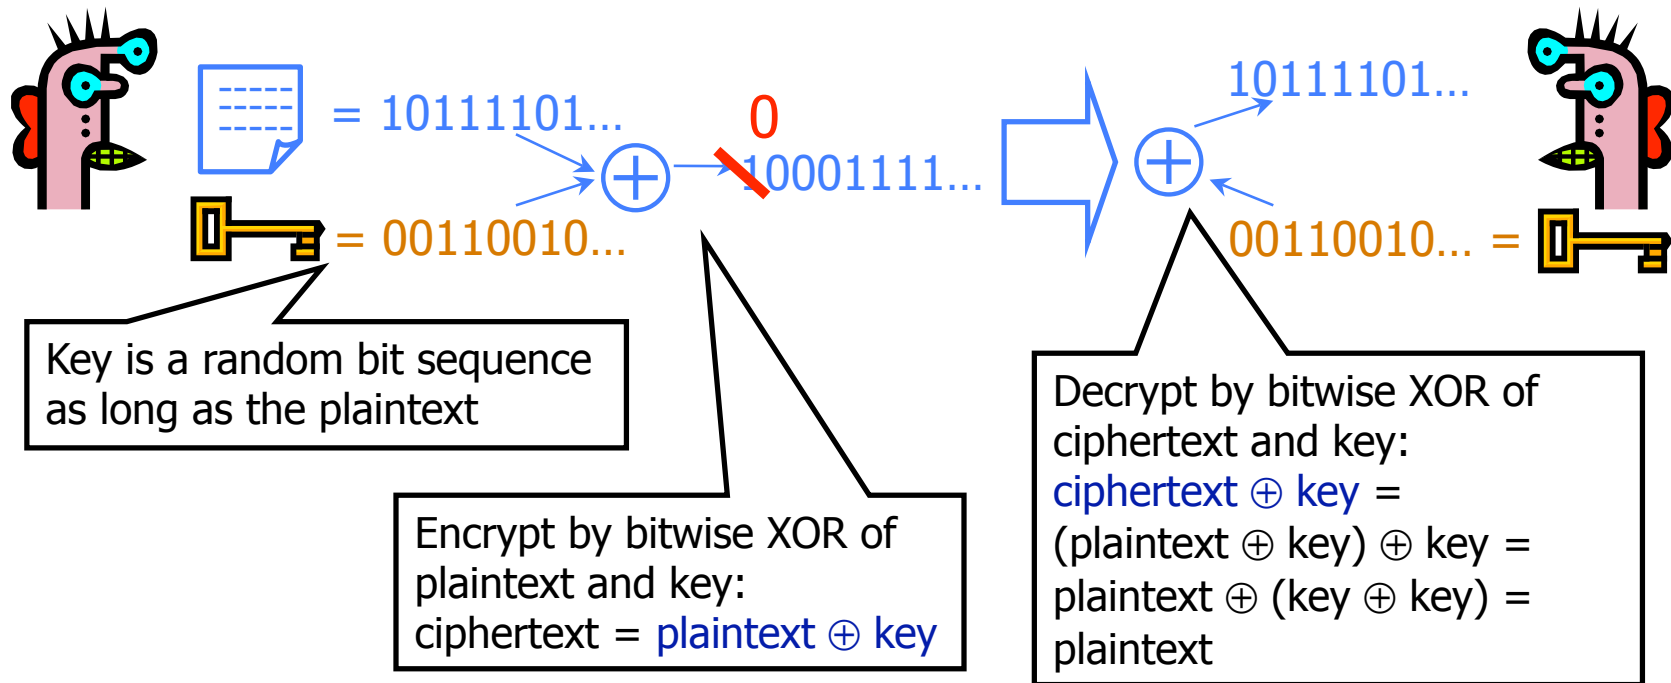 = 10111101...
0
10001111...
10111101...
= 00110010...
00110010... =
Key is a random bit sequence
as long as the plaintext
Encrypt by bitwise XOR of
plaintext and key:
ciphertext = plaintext ⊕ key
Decrypt by bitwise XOR of
ciphertext and key:
ciphertext ⊕ key =
(plaintext ⊕ key) ⊕ key =
plaintext ⊕ (key ⊕ key) =
plaintext